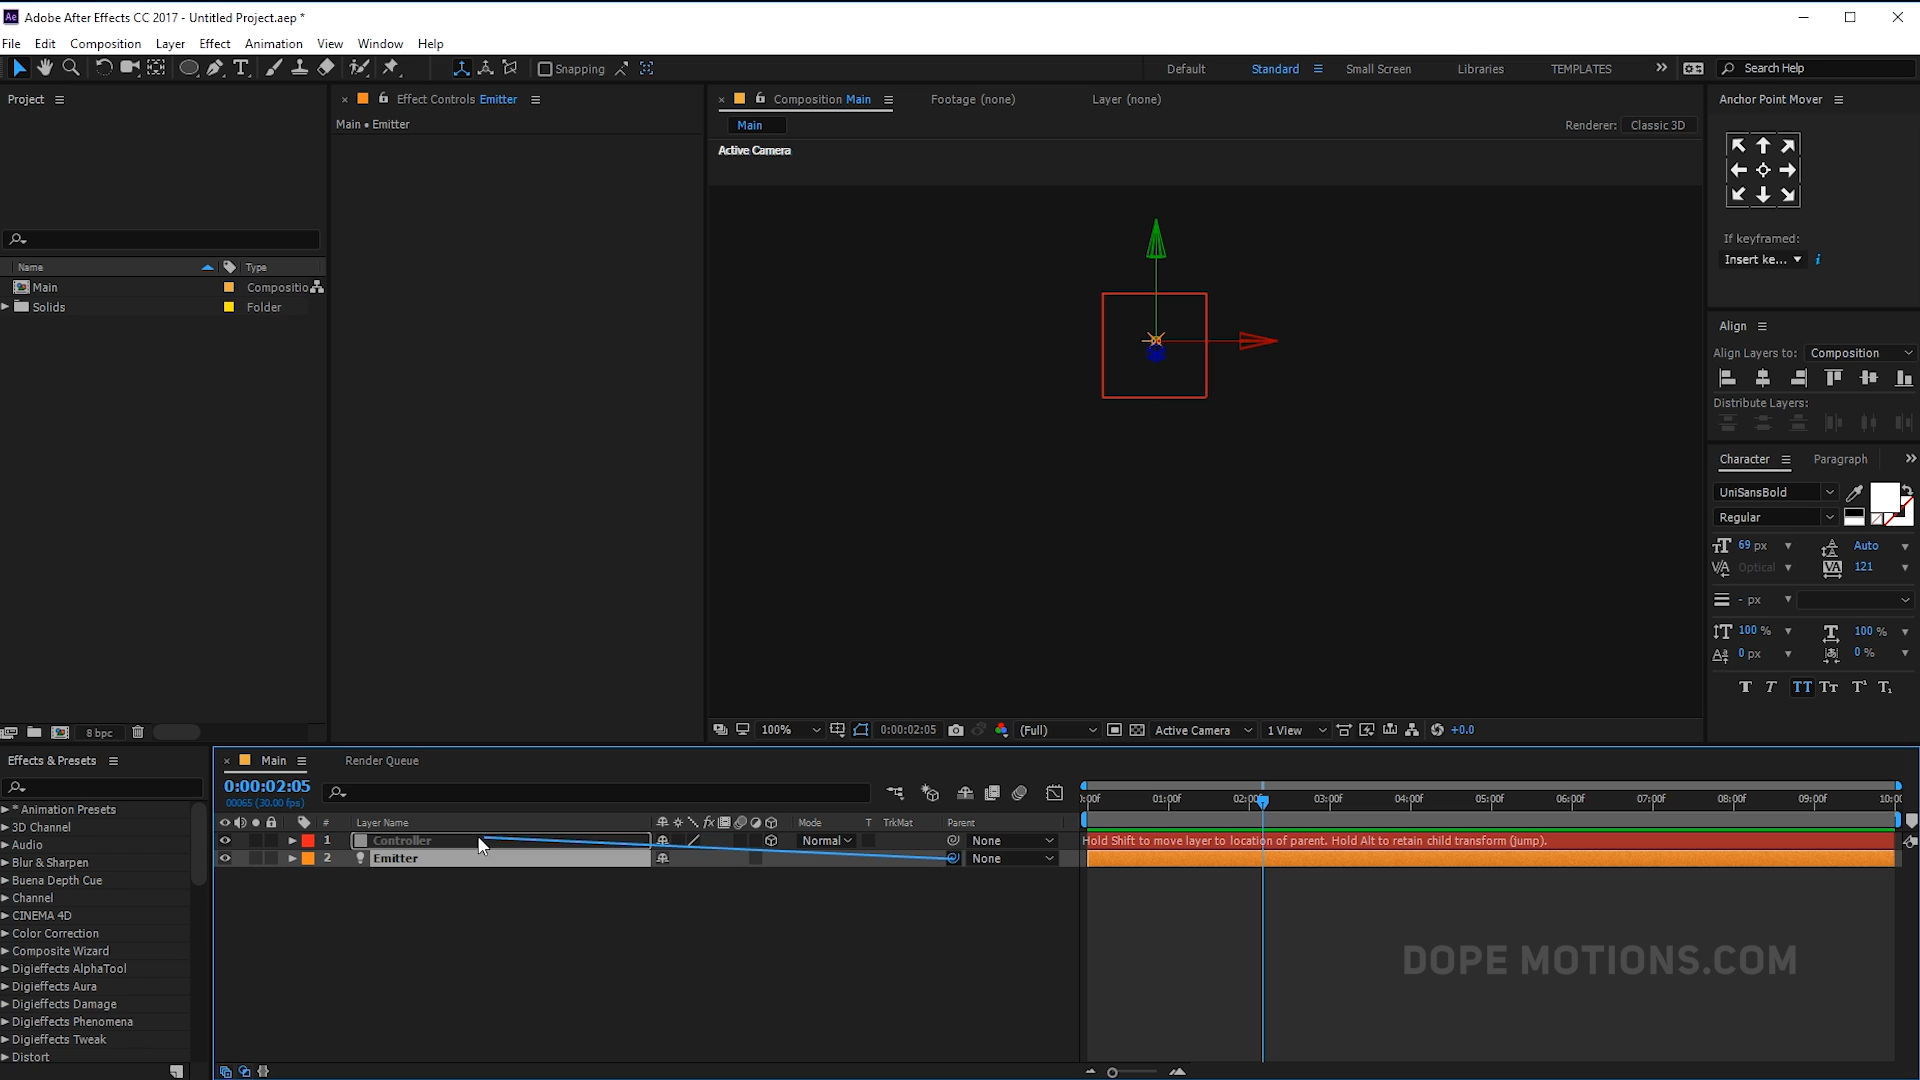 Adobe After Effects CC 2017 - Untitled Project.aep *
File Edit Composition Layer Effect Animation View Window Help
Snapping Default Standard Small Screen Libraries TEMPLATES Search Help
Project
Effect Controls Emitter
Main • Emitter
Composition Main Footage (none) Layer (none)
Main Renderer: Classic 3D
Active Camera
Anchor Point Mover
If keyframed:
Insert ke...
Name Type
Main Compositio
Solids Folder
Align
Align Layers to: Composition
Distribute Layers:
Character Paragraph
UniSansBold
Regular
69 px Auto
Optical 121
- px
100 % 100 %
0 px 0 %
8 bpc
100% 0:00:02:05 (Full) Active Camera 1 View +0.0
Effects & Presets
* Animation Presets
3D Channel
Audio
Blur & Sharpen
Buena Depth Cue
Channel
CINEMA 4D
Color Correction
Composite Wizard
Digieffects AlphaTool
Digieffects Aura
Digieffects Damage
Digieffects Phenomena
Digieffects Tweak
Distort
Main Render Queue
0:00:02:05
00065 (30.00 fps)
# Layer Name Mode T TrkMat Parent
1 Controller Normal None
2 Emitter None
):00f 01:00f 02:00f 03:00f 04:00f 05:00f 06:00f 07:00f 08:00f 09:00f 10:0(
Hold Shift to move layer to location of parent. Hold Alt to retain child transform (jump).
DOPE MOTIONS.COM